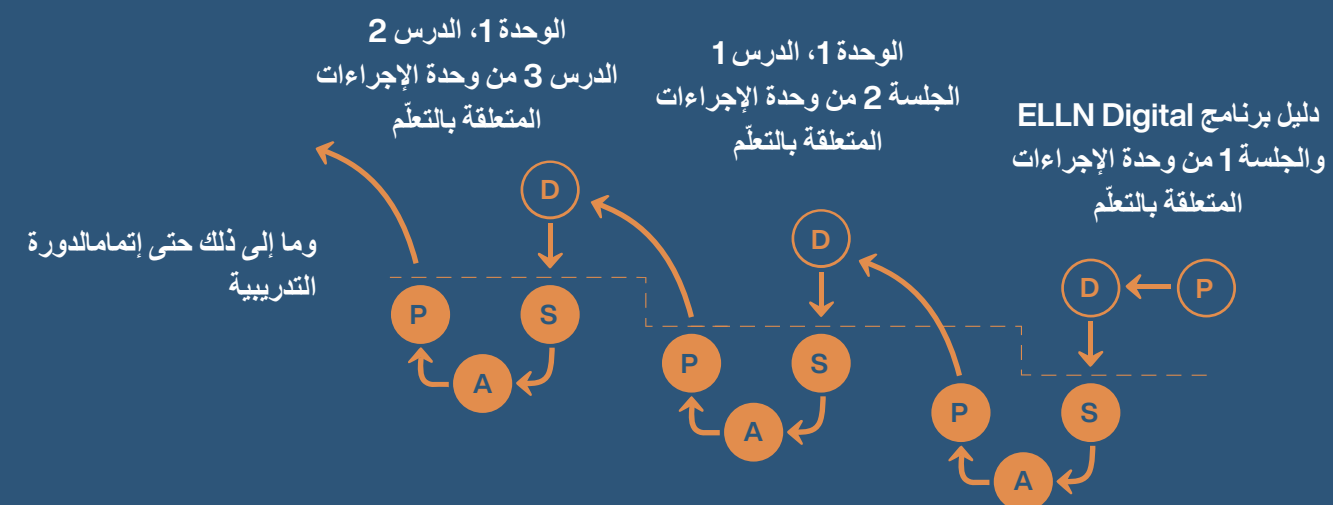 دليل برنامج ELLN Digital
والجلسة 1 من وحدة الإجراءات
المتعلقة بالتعلّم
P
D
S
A
P
الوحدة 1، الدرس 1
الجلسة 2 من وحدة الإجراءات
المتعلقة بالتعلّم
D
S
A
P
الوحدة 1، الدرس 2
الدرس 3 من وحدة الإجراءات
المتعلقة بالتعلّم
D
S
A
P
وما إلى ذلك حتى إتمامالدورة
التدريبية